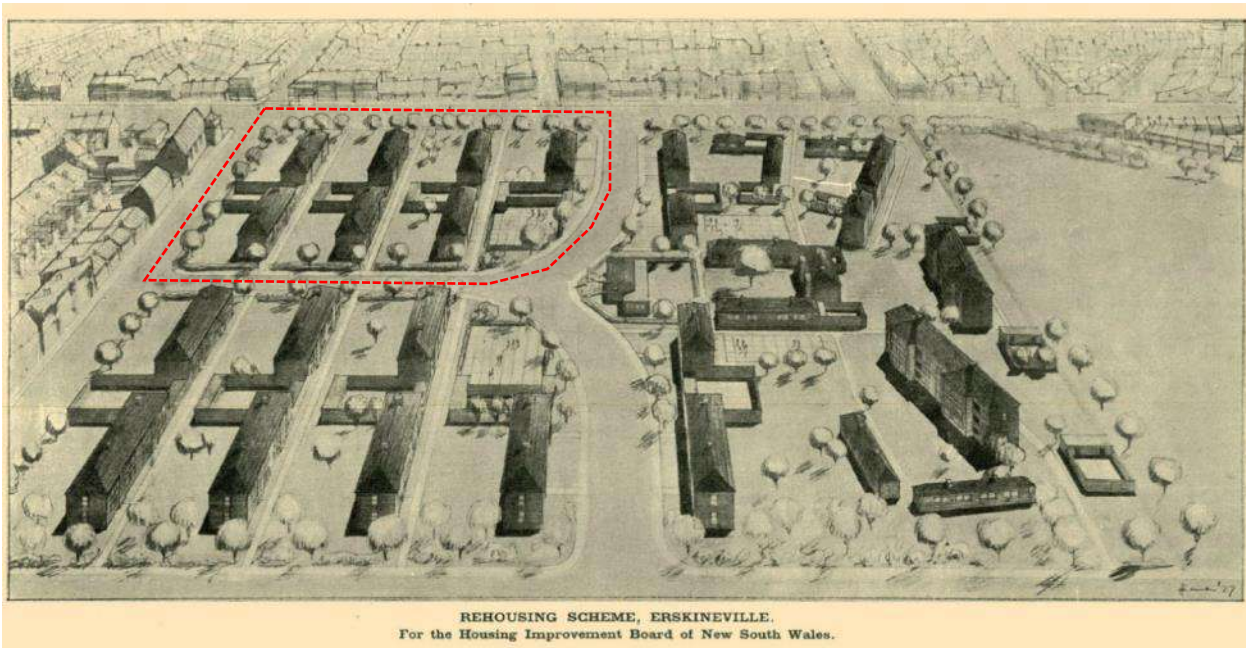 REHOUSING SCHEME, ERSKINEVILLE.
For the Housing Improvement Board of New South Wales.